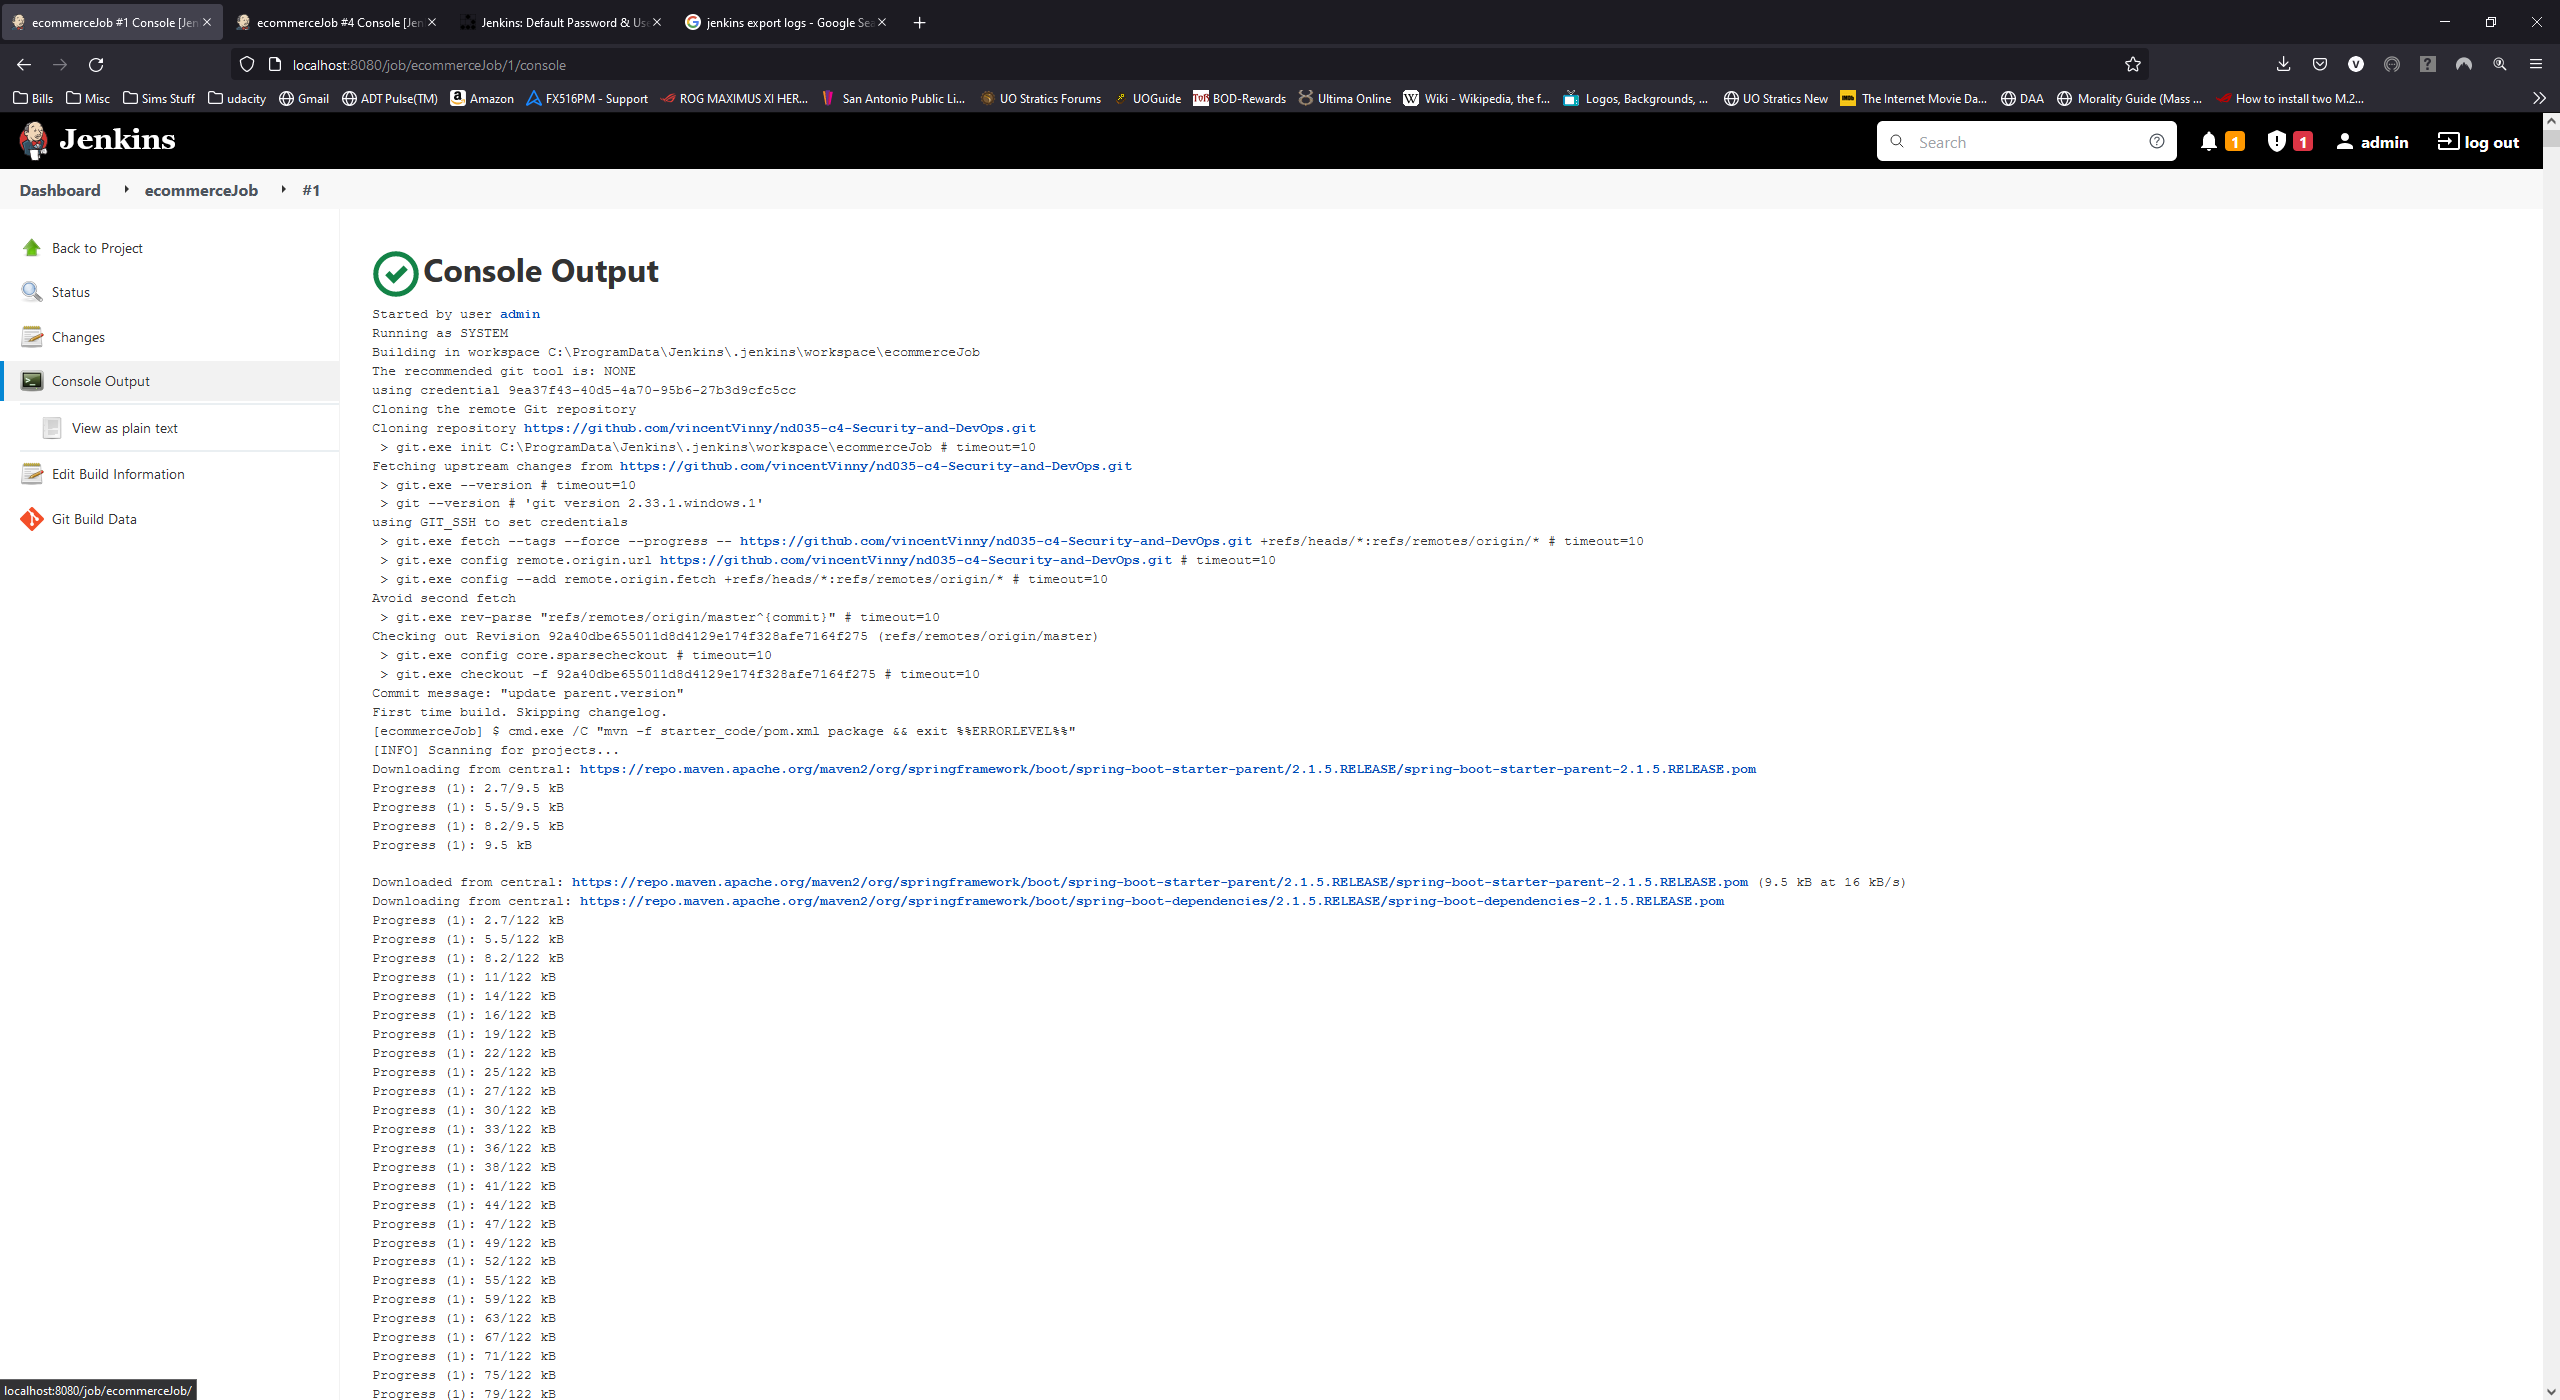 ecommerceJob #1 Console [Jen
ecommerceJob #4 Console [Jen
Jenkins: Default Password & Use
jenkins export logs - Google Sea
localhost:8080/job/ecommerceJob/1/console
Bills Misc Sims Stuff udacity Gmail ADT Pulse(TM) Amazon FX516PM - Support ROG MAXIMUS XI HER... San Antonio Public Li... UO Stratics Forums UOGuide BOD-Rewards Ultima Online Wiki - Wikipedia, the f... Logos, Backgrounds, ... UO Stratics New The Internet Movie Da... DAA Morality Guide (Mass ... How to install two M.2...
Jenkins
Search
1
1
admin
log out
Dashboard ecommerceJob #1
Back to Project
Status
Changes
Console Output
View as plain text
Edit Build Information
Git Build Data
Console Output
Started by user admin
Running as SYSTEM
Building in workspace C:\ProgramData\Jenkins\.jenkins\workspace\ecommerceJob
The recommended git tool is: NONE
using credential 9ea37f43-40d5-4a70-95b6-27b3d9cfc5cc
Cloning the remote Git repository
Cloning repository https://github.com/vincentVinny/nd035-c4-Security-and-DevOps.git
> git.exe init C:\ProgramData\Jenkins\.jenkins\workspace\ecommerceJob # timeout=10
Fetching upstream changes from https://github.com/vincentVinny/nd035-c4-Security-and-DevOps.git
> git.exe --version # timeout=10
> git --version # 'git version 2.33.1.windows.1'
using GIT_SSH to set credentials
> git.exe fetch --tags --force --progress -- https://github.com/vincentVinny/nd035-c4-Security-and-DevOps.git +refs/heads/*:refs/remotes/origin/* # timeout=10
> git.exe config remote.origin.url https://github.com/vincentVinny/nd035-c4-Security-and-DevOps.git # timeout=10
> git.exe config --add remote.origin.fetch +refs/heads/*:refs/remotes/origin/* # timeout=10
Avoid second fetch
> git.exe rev-parse "refs/remotes/origin/master^{commit}" # timeout=10
Checking out Revision 92a40dbe655011d8d4129e174f328afe7164f275 (refs/remotes/origin/master)
> git.exe config core.sparsecheckout # timeout=10
> git.exe checkout -f 92a40dbe655011d8d4129e174f328afe7164f275 # timeout=10
Commit message: "update parent.version"
First time build. Skipping changelog.
[ecommerceJob] $ cmd.exe /C "mvn -f starter_code/pom.xml package && exit %%ERRORLEVEL%%"
[INFO] Scanning for projects...
Downloading from central: https://repo.maven.apache.org/maven2/org/springframework/boot/spring-boot-starter-parent/2.1.5.RELEASE/spring-boot-starter-parent-2.1.5.RELEASE.pom
Progress (1): 2.7/9.5 kB
Progress (1): 5.5/9.5 kB
Progress (1): 8.2/9.5 kB
Progress (1): 9.5 kB
Downloaded from central: https://repo.maven.apache.org/maven2/org/springframework/boot/spring-boot-starter-parent/2.1.5.RELEASE/spring-boot-starter-parent-2.1.5.RELEASE.pom (9.5 kB at 16 kB/s)
Downloading from central: https://repo.maven.apache.org/maven2/org/springframework/boot/spring-boot-dependencies/2.1.5.RELEASE/spring-boot-dependencies-2.1.5.RELEASE.pom
Progress (1): 2.7/122 kB
Progress (1): 5.5/122 kB
Progress (1): 8.2/122 kB
Progress (1): 11/122 kB
Progress (1): 14/122 kB
Progress (1): 16/122 kB
Progress (1): 19/122 kB
Progress (1): 22/122 kB
Progress (1): 25/122 kB
Progress (1): 27/122 kB
Progress (1): 30/122 kB
Progress (1): 33/122 kB
Progress (1): 36/122 kB
Progress (1): 38/122 kB
Progress (1): 41/122 kB
Progress (1): 44/122 kB
Progress (1): 47/122 kB
Progress (1): 49/122 kB
Progress (1): 52/122 kB
Progress (1): 55/122 kB
Progress (1): 59/122 kB
Progress (1): 63/122 kB
Progress (1): 67/122 kB
Progress (1): 71/122 kB
Progress (1): 75/122 kB
Progress (1): 79/122 kB
localhost:8080/job/ecommerceJob/